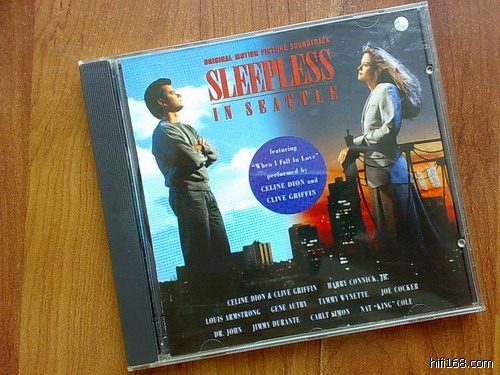 ORIGINAL MOTION PICTURE SOUNDTRACK
SLEEPLESS
IN SEATTLE
featuring
"When I Fall In Love"
performed by
CELINE DION and
CLIVE GRIFFIN
CELINE DION & CLIVE GRIFFIN HARRY CONNICK, JR.
LOUIS ARMSTRONG GENE AUTRY TAMMY WYNETTE JOE COCKER
DR. JOHN JIMMY DURANTE CARLY SIMON NAT "KING" COLE
hifi168.com